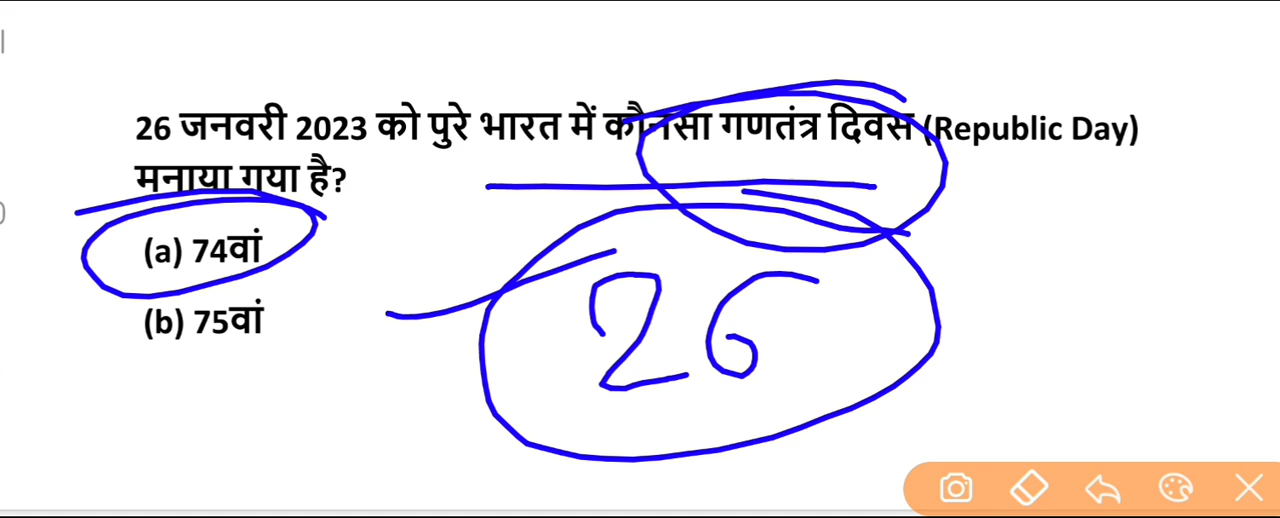 26 जनवरी 2023 को पुरे भारत में कौनसा गणतंत्र दिवस (Republic Day)
मनाया गया है?
(a) 74वां
(b) 75वां
26